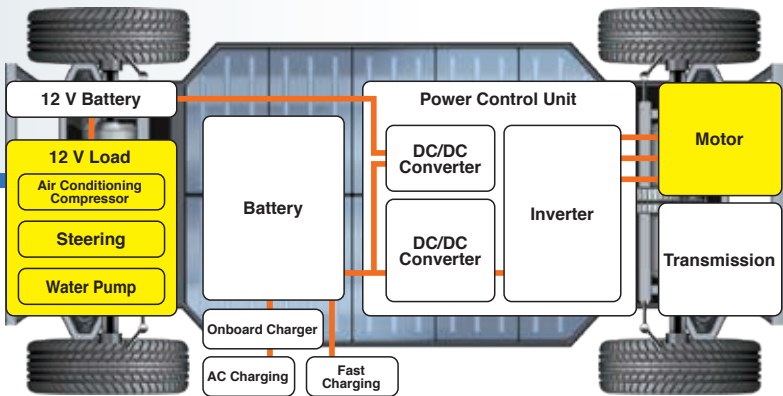 12 V Battery
12 V Load
Air Conditioning
Compressor
Steering
Water Pump
Battery
Onboard Charger
AC Charging
Fast
Charging
Power Control Unit
DC/DC
Converter
DC/DC
Converter
Inverter
Motor
Transmission